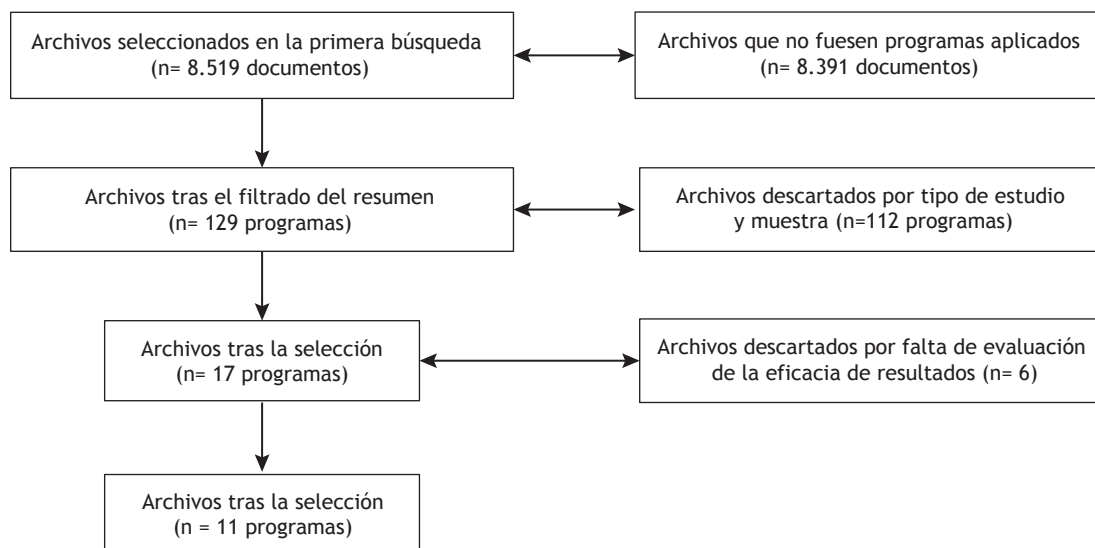 Archivos seleccionados en la primera búsqueda
(n= 8.519 documentos)
Archivos que no fuesen programas aplicados
(n= 8.391 documentos)
Archivos tras el filtrado del resumen
(n= 129 programas)
Archivos descartados por tipo de estudio
y muestra (n=112 programas)
Archivos tras la selección
(n= 17 programas)
Archivos descartados por falta de evaluación
de la eficacia de resultados (n= 6)
Archivos tras la selección
(n = 11 programas)